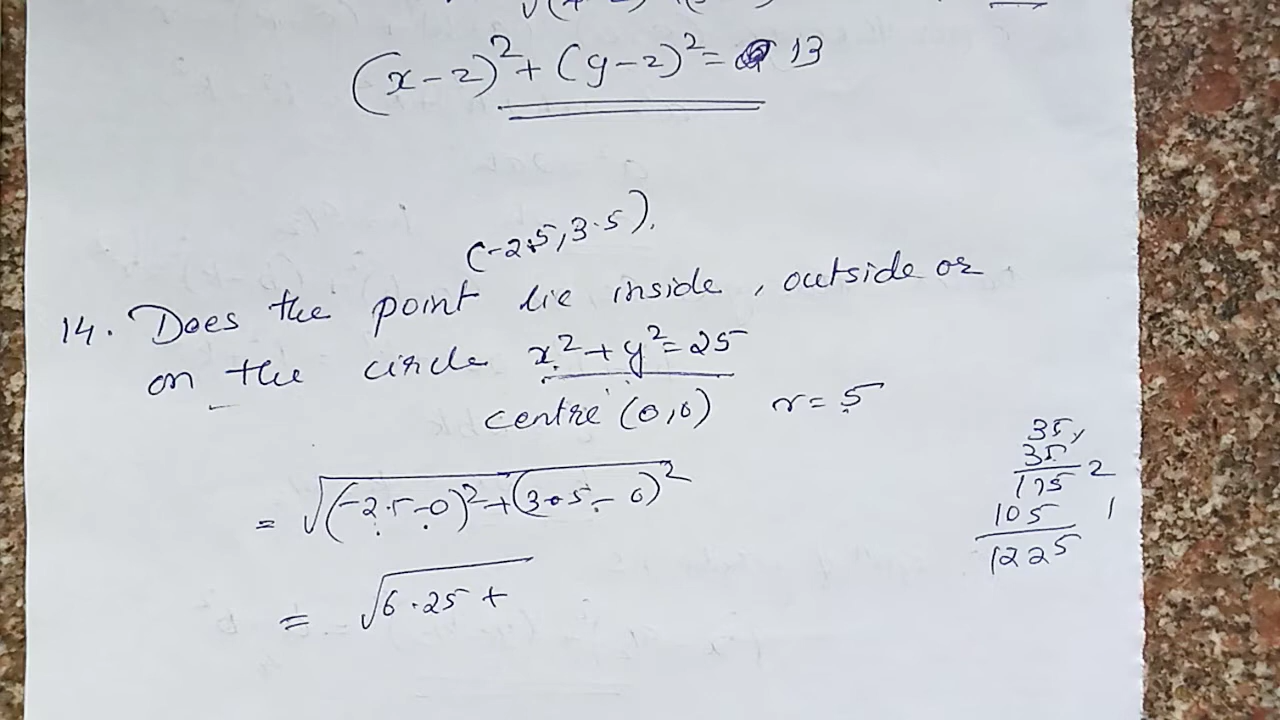 (x-2)²+(y-2)²= 13
(-2.5,3.5).
14. Does the point lie inside, outside or
on the circle x²+y²=25
centre (0,0) r=5
= √(-2.5-0)²+(3.5-0)²
= √6.25+
35
35
175 2
105 1
1225